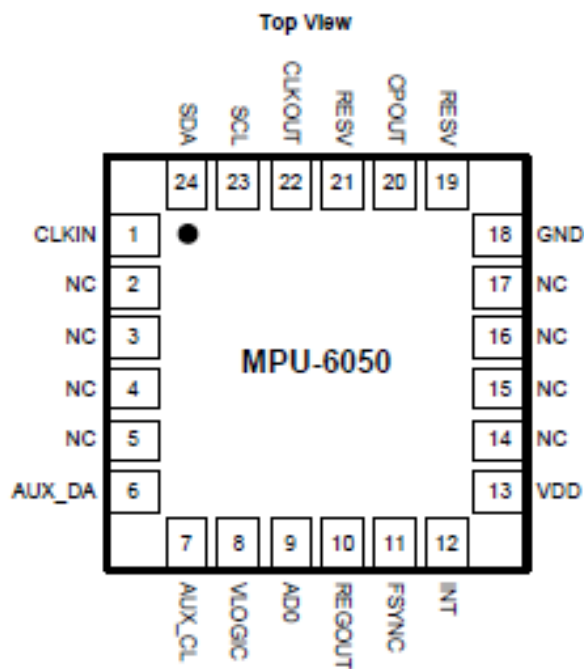 Top View
SDA SCL CLKOUT RESV CPOUT RESV
24 23 22 21 20 19
CLKIN 1 18 GND
NC 2 17 NC
NC 3 16 NC
MPU-6050
NC 4 15 NC
NC 5 14 NC
AUX_DA 6 13 VDD
7 8 9 10 11 12
AUX_CL VLOGIC AD0 REGOUT FSYNC INT